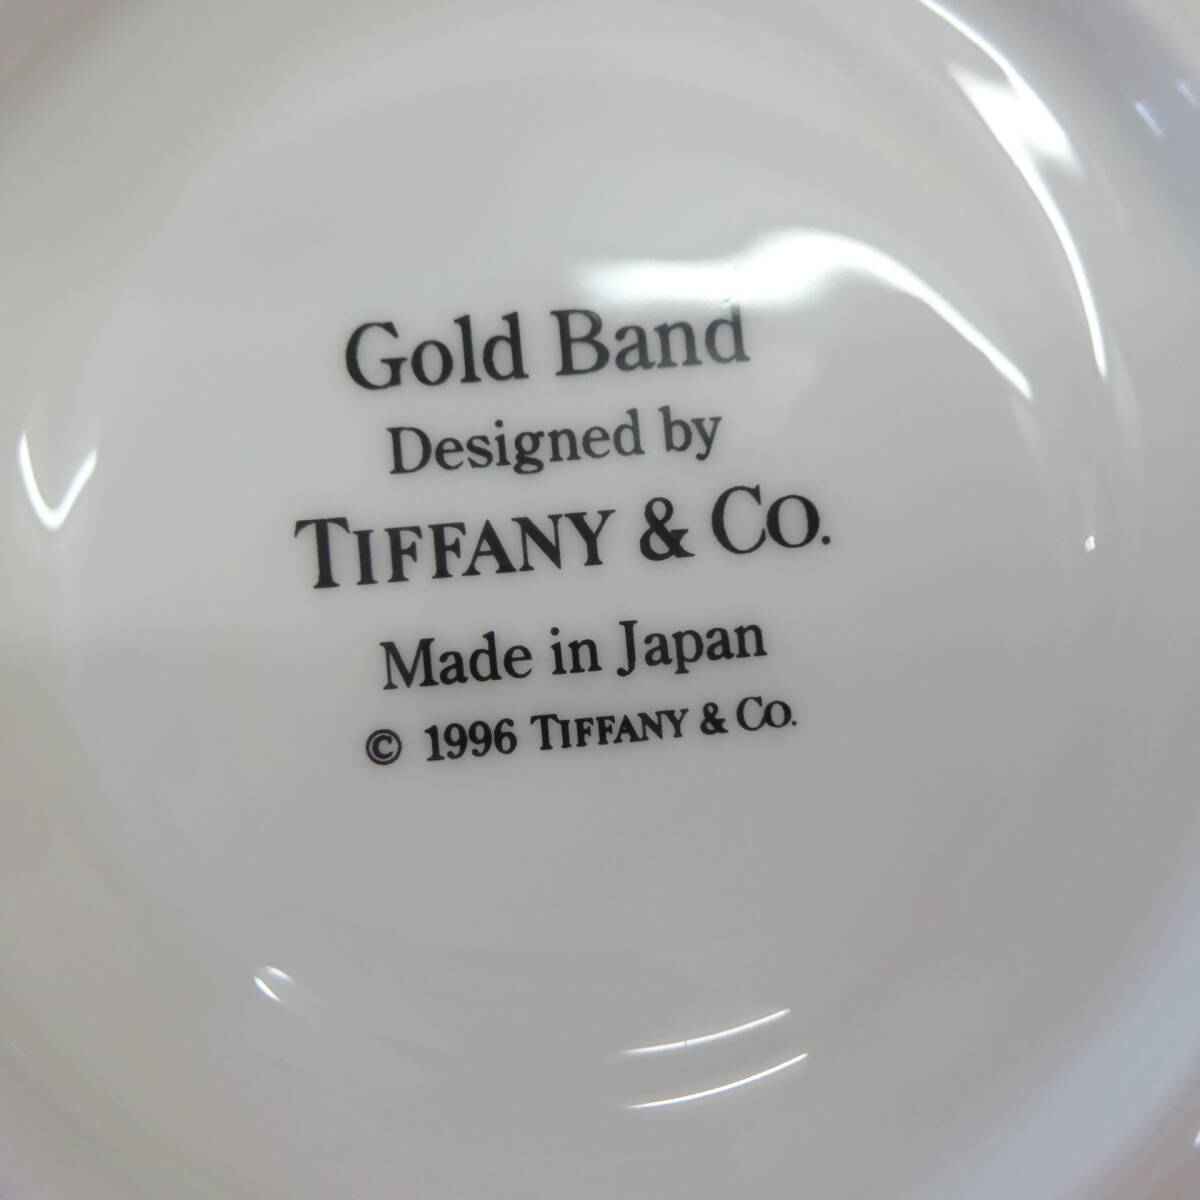 Gold Band
Designed by
TIFFANY & CO.
Made in Japan
© 1996 TIFFANY & CO.